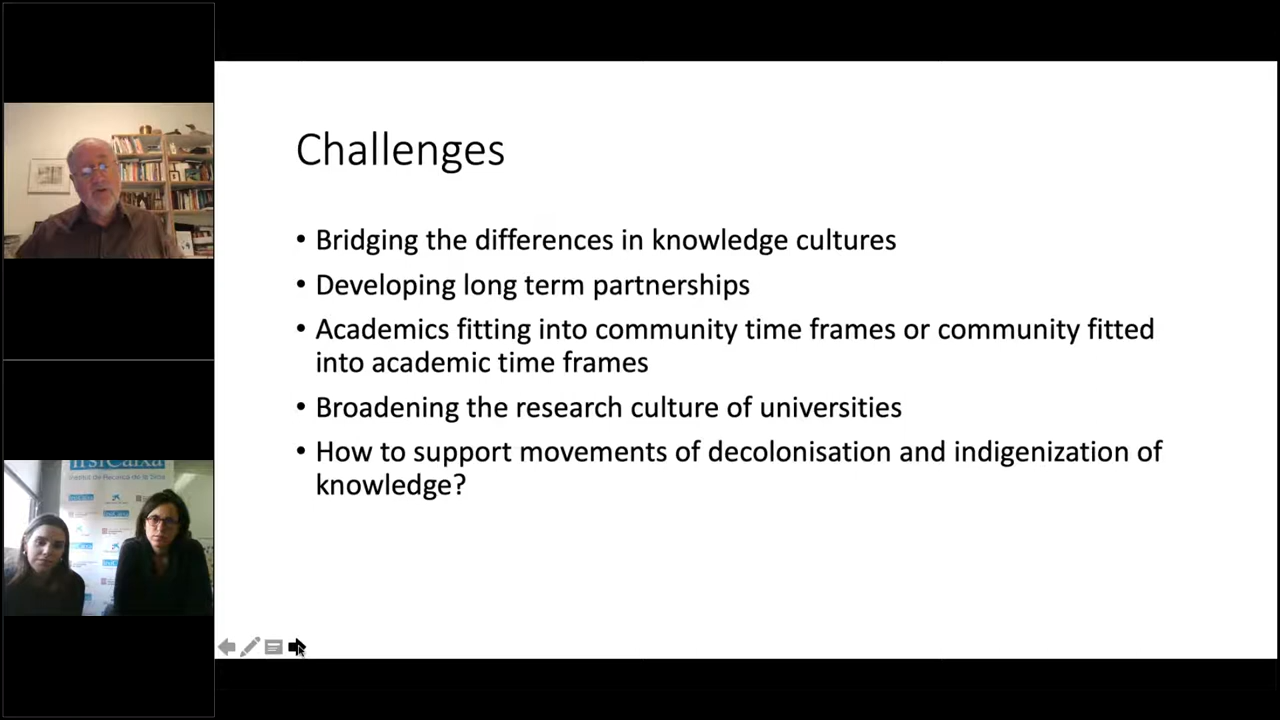 Challenges
• Bridging the differences in knowledge cultures
• Developing long term partnerships
• Academics fitting into community time frames or community fitted
into academic time frames
• Broadening the research culture of universities
• How to support movements of decolonisation and indigenization of
knowledge?
IrsiCaixa